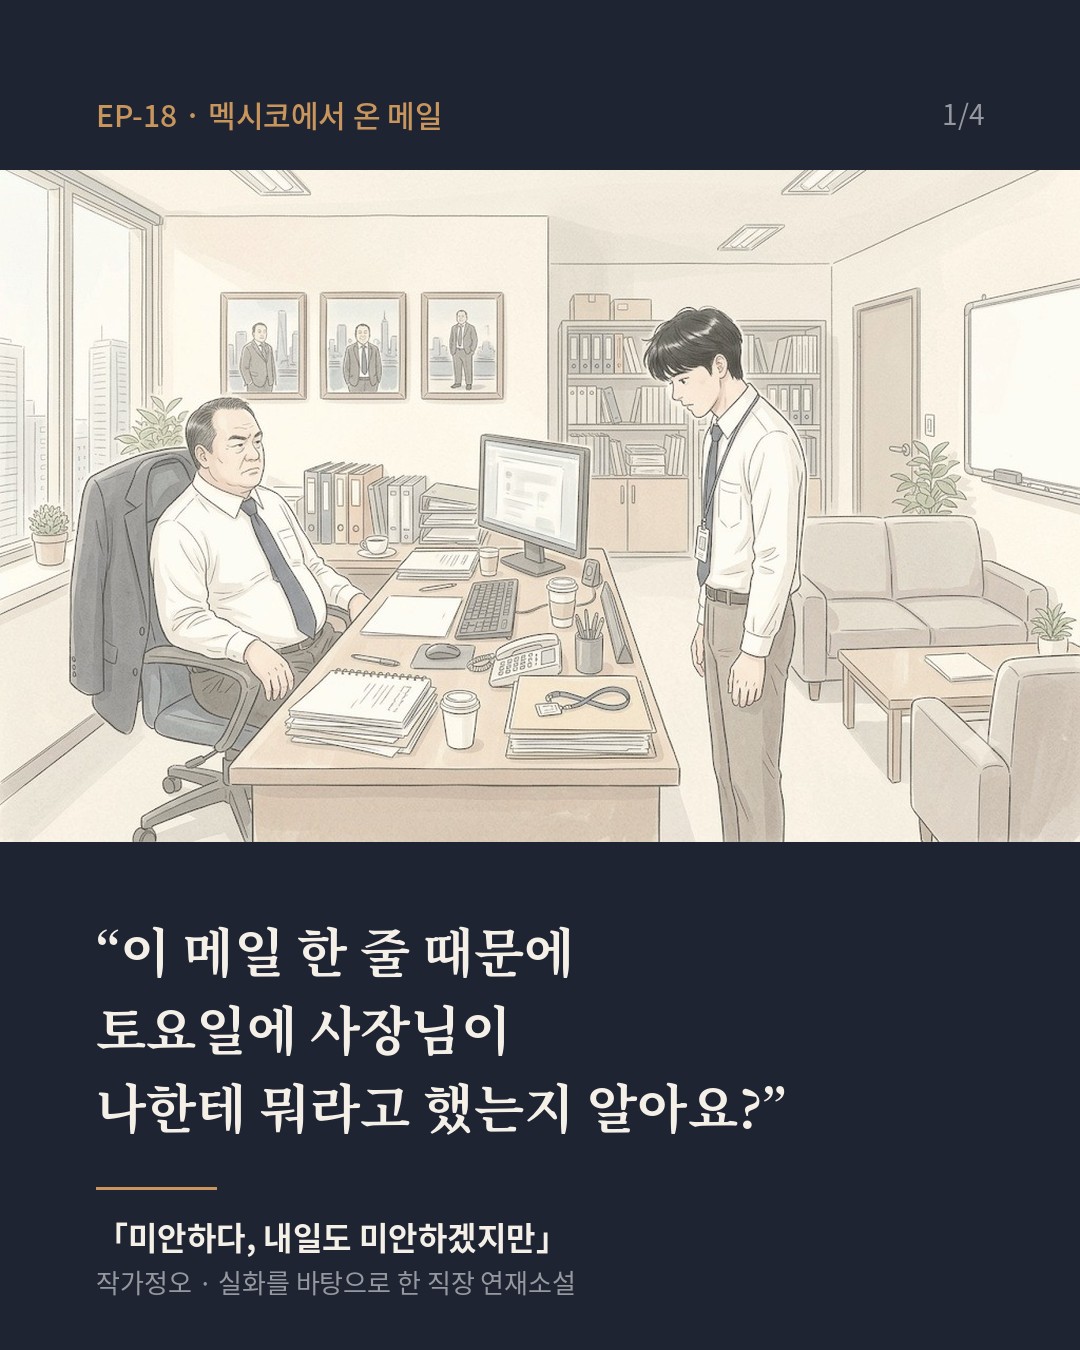 EP-18 · 멕시코에서 온 메일
1/4
“이 메일 한 줄 때문에
토요일에 사장님이
나한테 뭐라고 했는지 알아요?”
「미안하다, 내일도 미안하겠지만」
작가정오 · 실화를 바탕으로 한 직장 연재소설